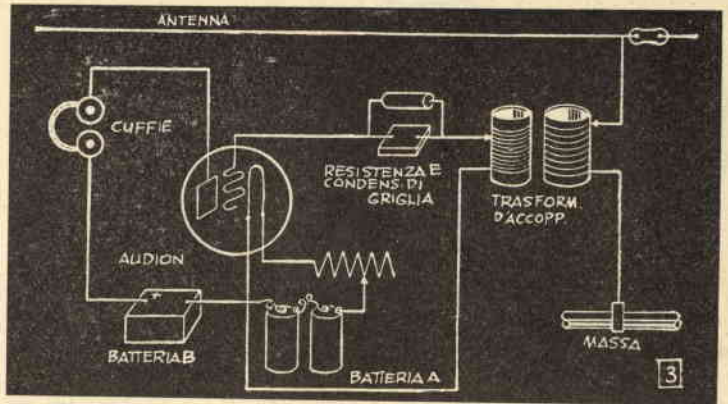 ANTENNA
CUFFIE
RESISTENZA E
CONDENS. DI
GRIGLIA
TRASFORM.
D'ACCOPP.
AUDION
BATTERIA B
BATTERIA A
MASSA
3